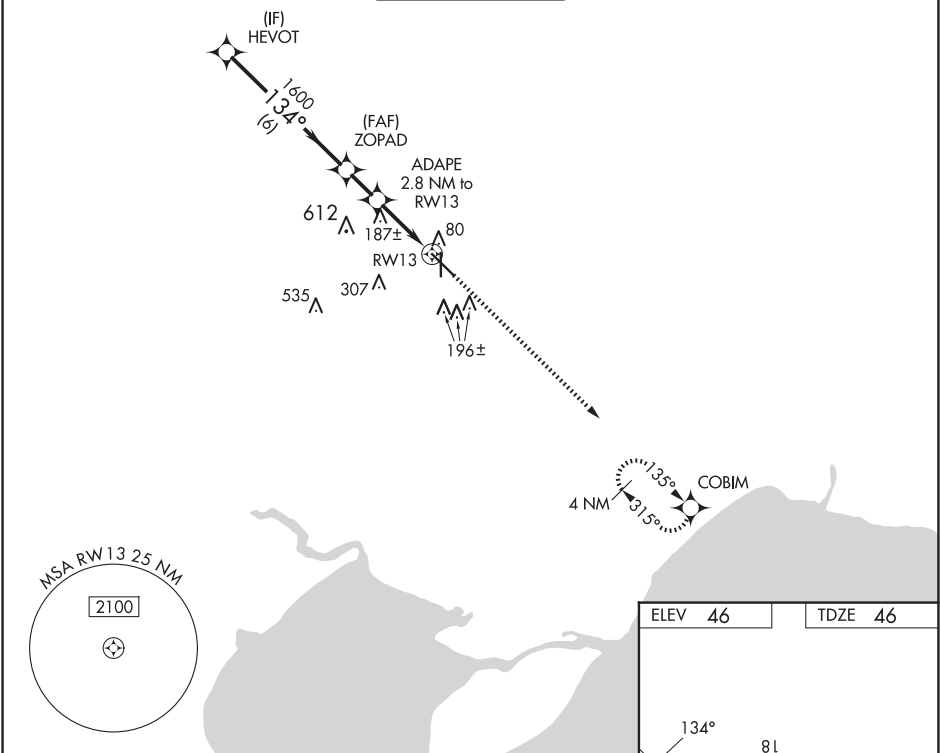 (IF)
HEVOT
1600
134°
(6)
(FAF)
ZOPAD
ADAPE
2.8 NM to
RW13
612
187±
80
RW13
307
535
196±
135°
COBIM
4 NM
315°
MSA RW13 25 NM
2100
ELEV 46
TDZE 46
134°
18